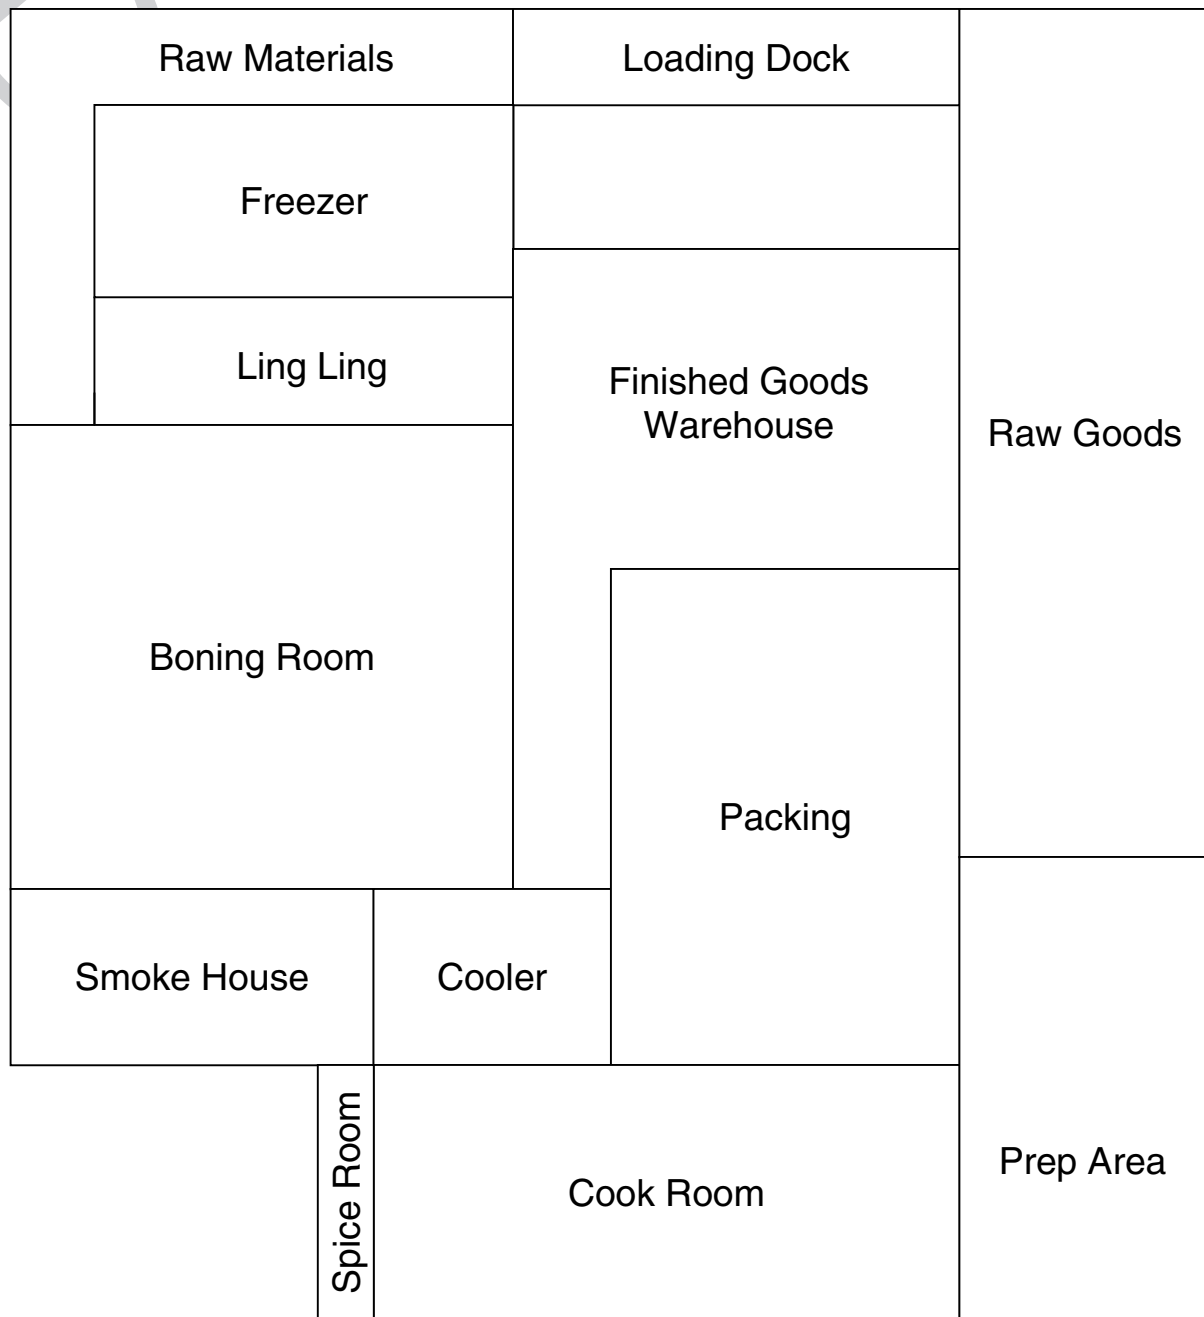 Raw Materials
Loading Dock
Freezer
Ling Ling
Finished Goods
Warehouse
Raw Goods
Boning Room
Packing
Smoke House
Cooler
Spice Room
Cook Room
Prep Area